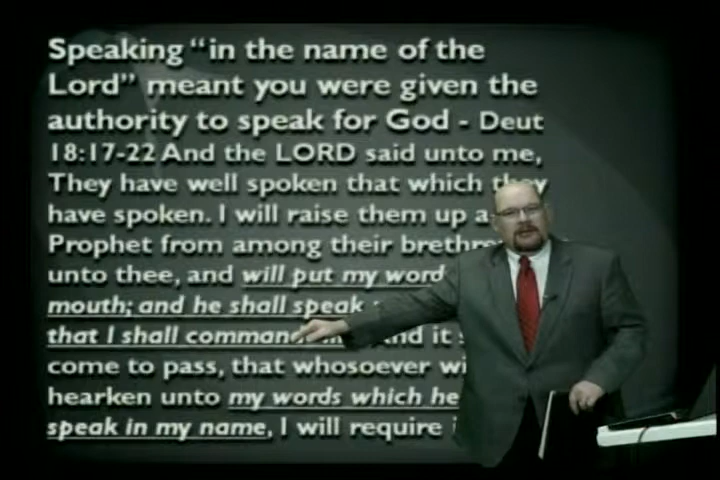 Speaking “in the name of the
Lord” meant you were given the
authority to speak for God - Deut
18:17-22 And the LORD said unto me,
They have well spoken that which they
have spoken. I will raise them up a
Prophet from among their
unto thee, and will put my
mouth; and he shall speak
that I shall
come to pass, that whosoever
hearken unto my words which he
speak in my name, I will require